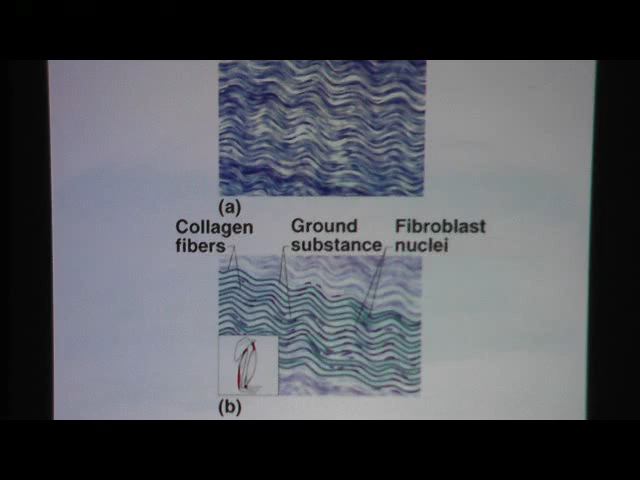 (a)
Collagen
fibers
Ground
substance
Fibroblast
nuclei
(b)